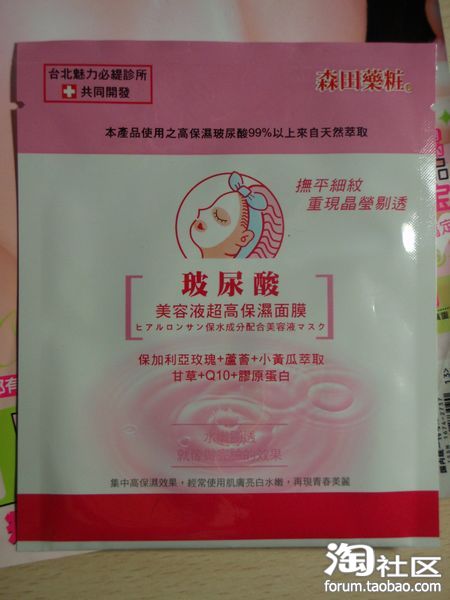 台北魅力必緹診所
共同開發
森田藥粧
本產品使用之高保濕玻尿酸99%以上來自天然萃取
撫平細紋
重現晶瑩剔透
玻尿酸
美容液超高保濕面膜
ヒアルロンサン保水成分配合美容液マスク
保加利亞玫瑰+蘆薈+小黃瓜萃取
甘草+Q10+膠原蛋白
集中高保濕效果，經常使用肌膚亮白水嫩，再現青春美麗
淘社区
forum.taobao.com